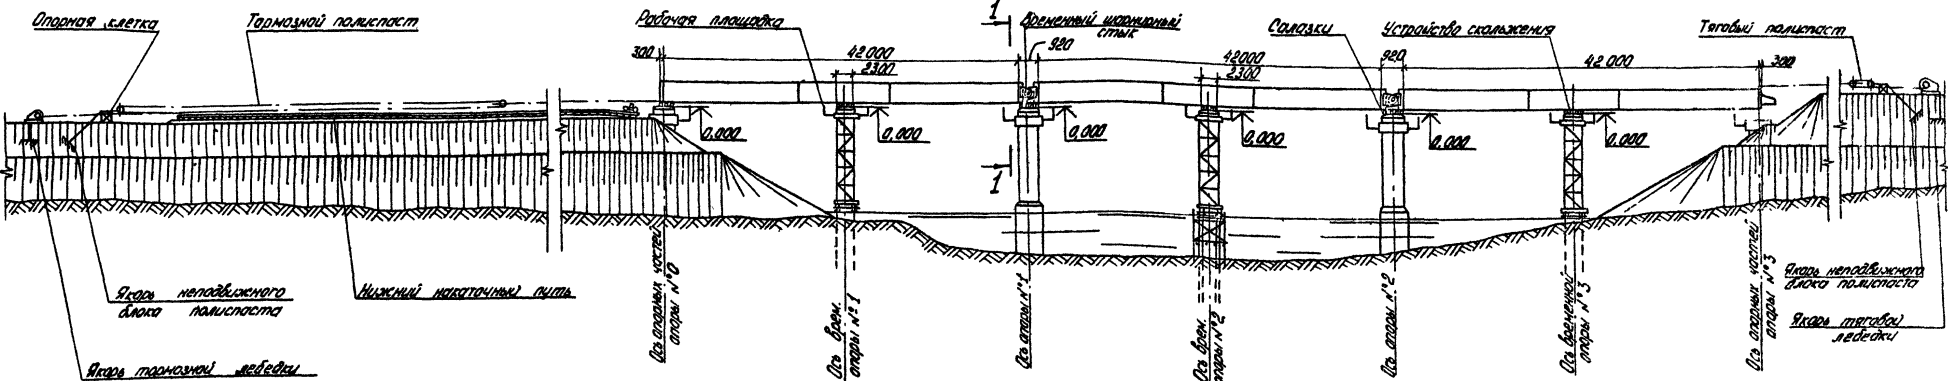 Опорная клетка
Тормозной полиспаст
Рабочая площадка
1
Временный шарнирный
стык
Салазки
Устройство скольжения
Тяговый полиспаст
300
42000
2300
920
42000
2300
920
42000
300
0,000
0,000
0,000
0,000
0,000
0,000
1
Якорь неподвижного
блока полиспаста
Нижний накаточный путь
Якорь тормозной лебедки
Ось опорных частей
опоры №0
Ось врем.
опоры №1
Ось опоры №1
Ось врем.
опоры №2
Ось опоры №2
Ось временной
опоры №3
Ось опорных частей
опоры №3
Якорь неподвижного
блока полиспаста
Якорь тяговой
лебедки